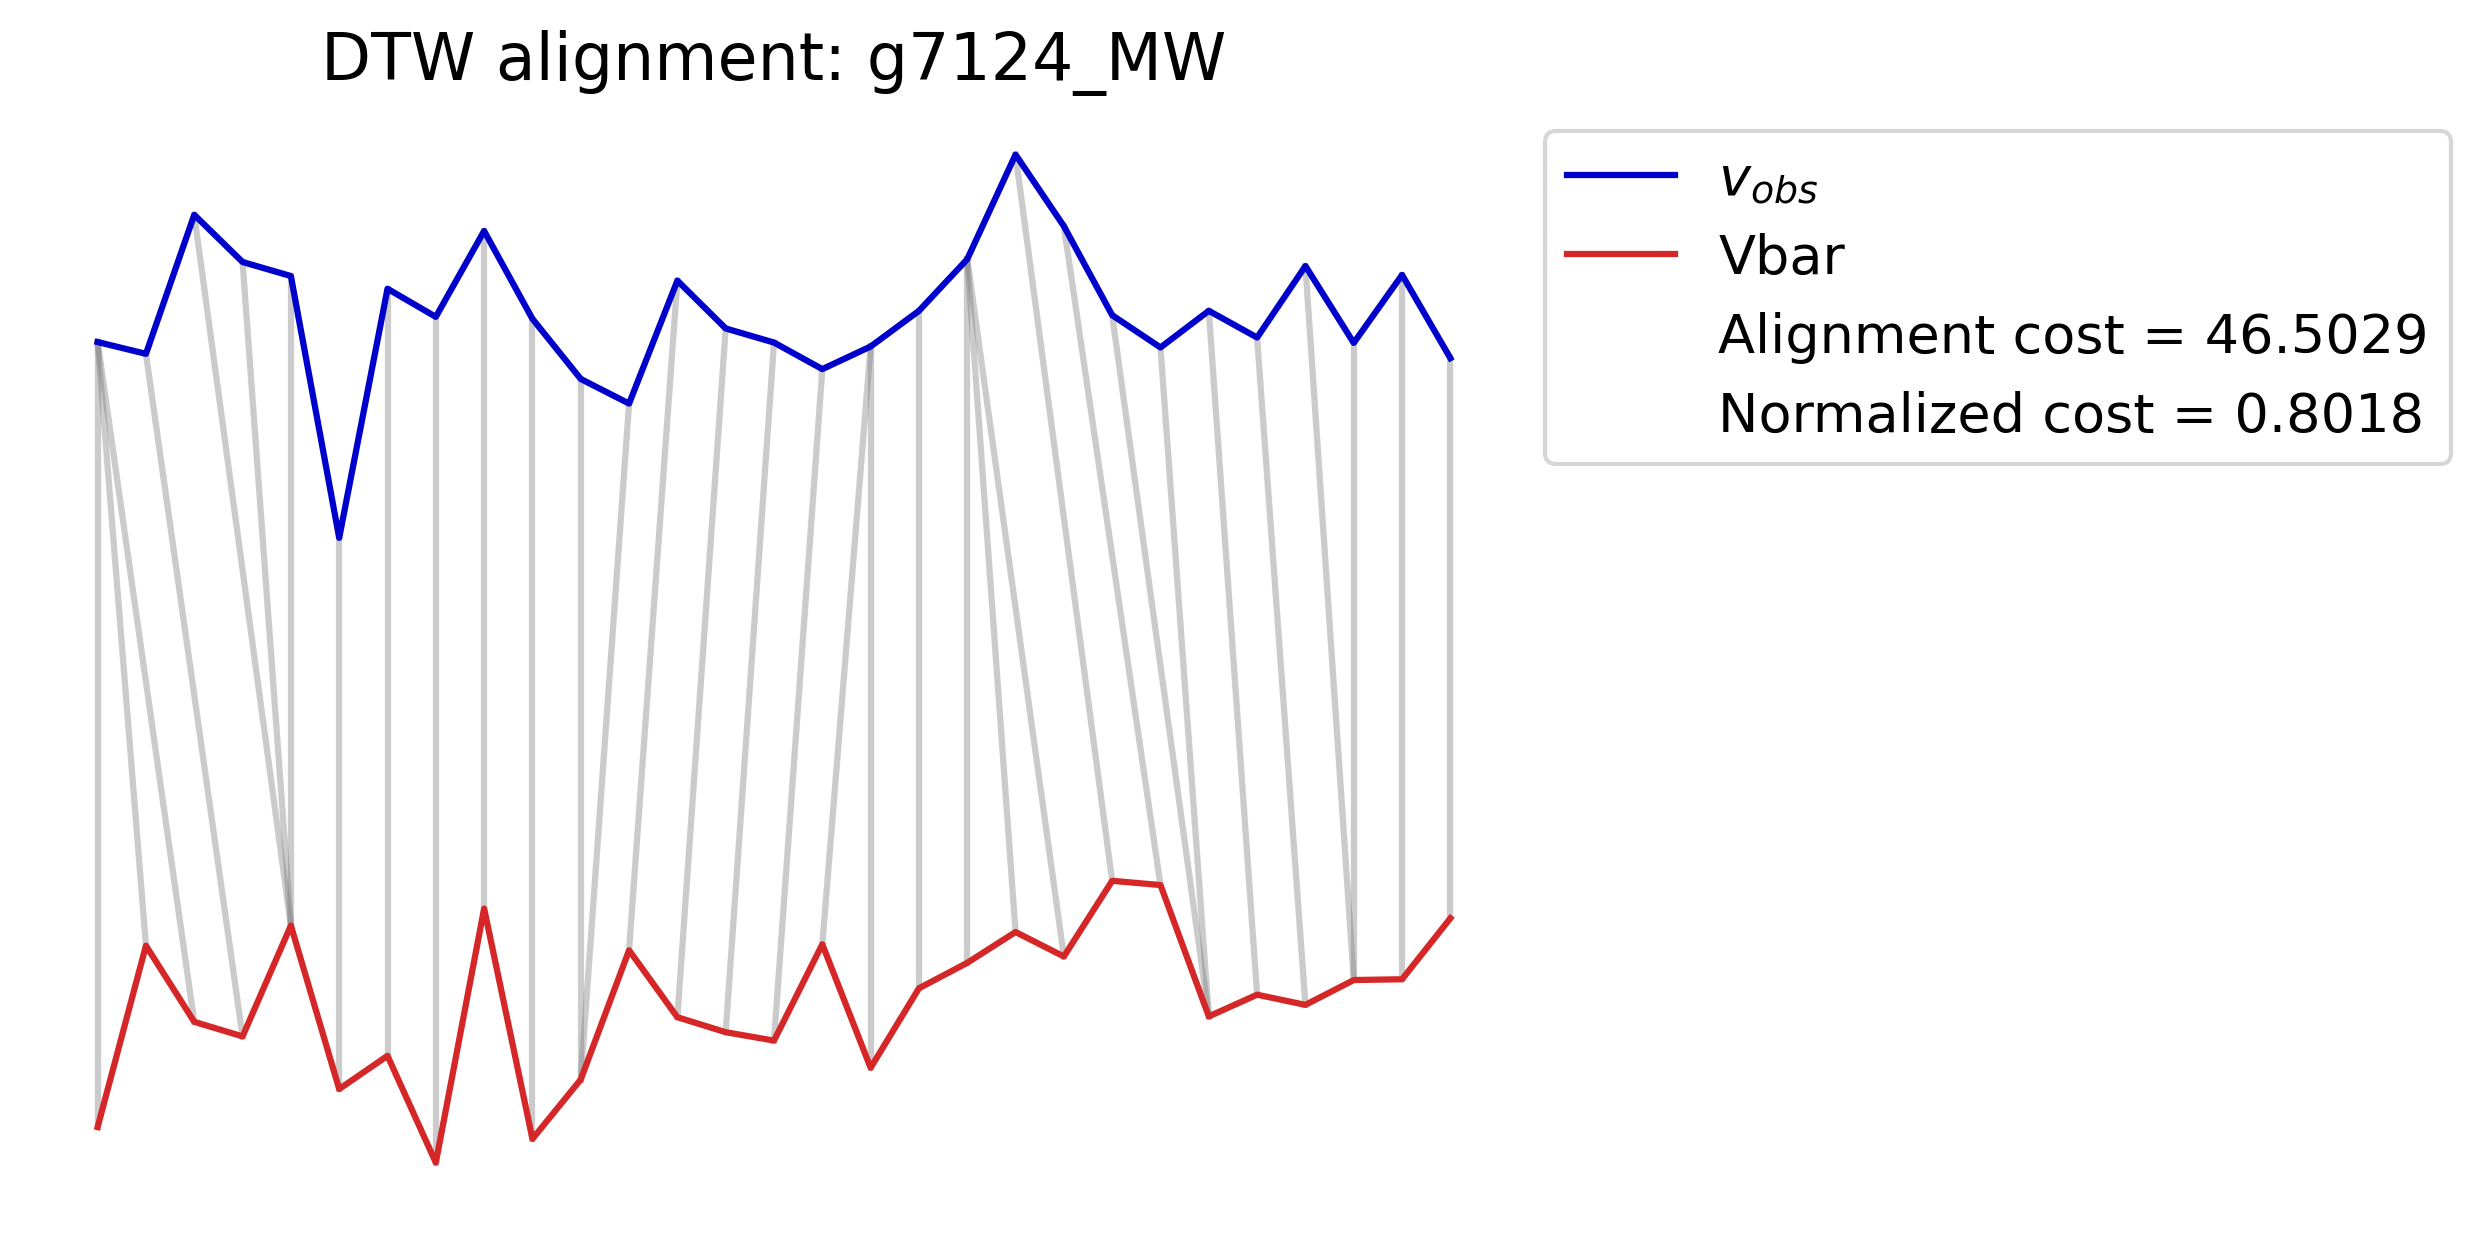 DTW alignment: g7124_MW
v_obs
Vbar
Alignment cost = 46.5029
Normalized cost = 0.8018